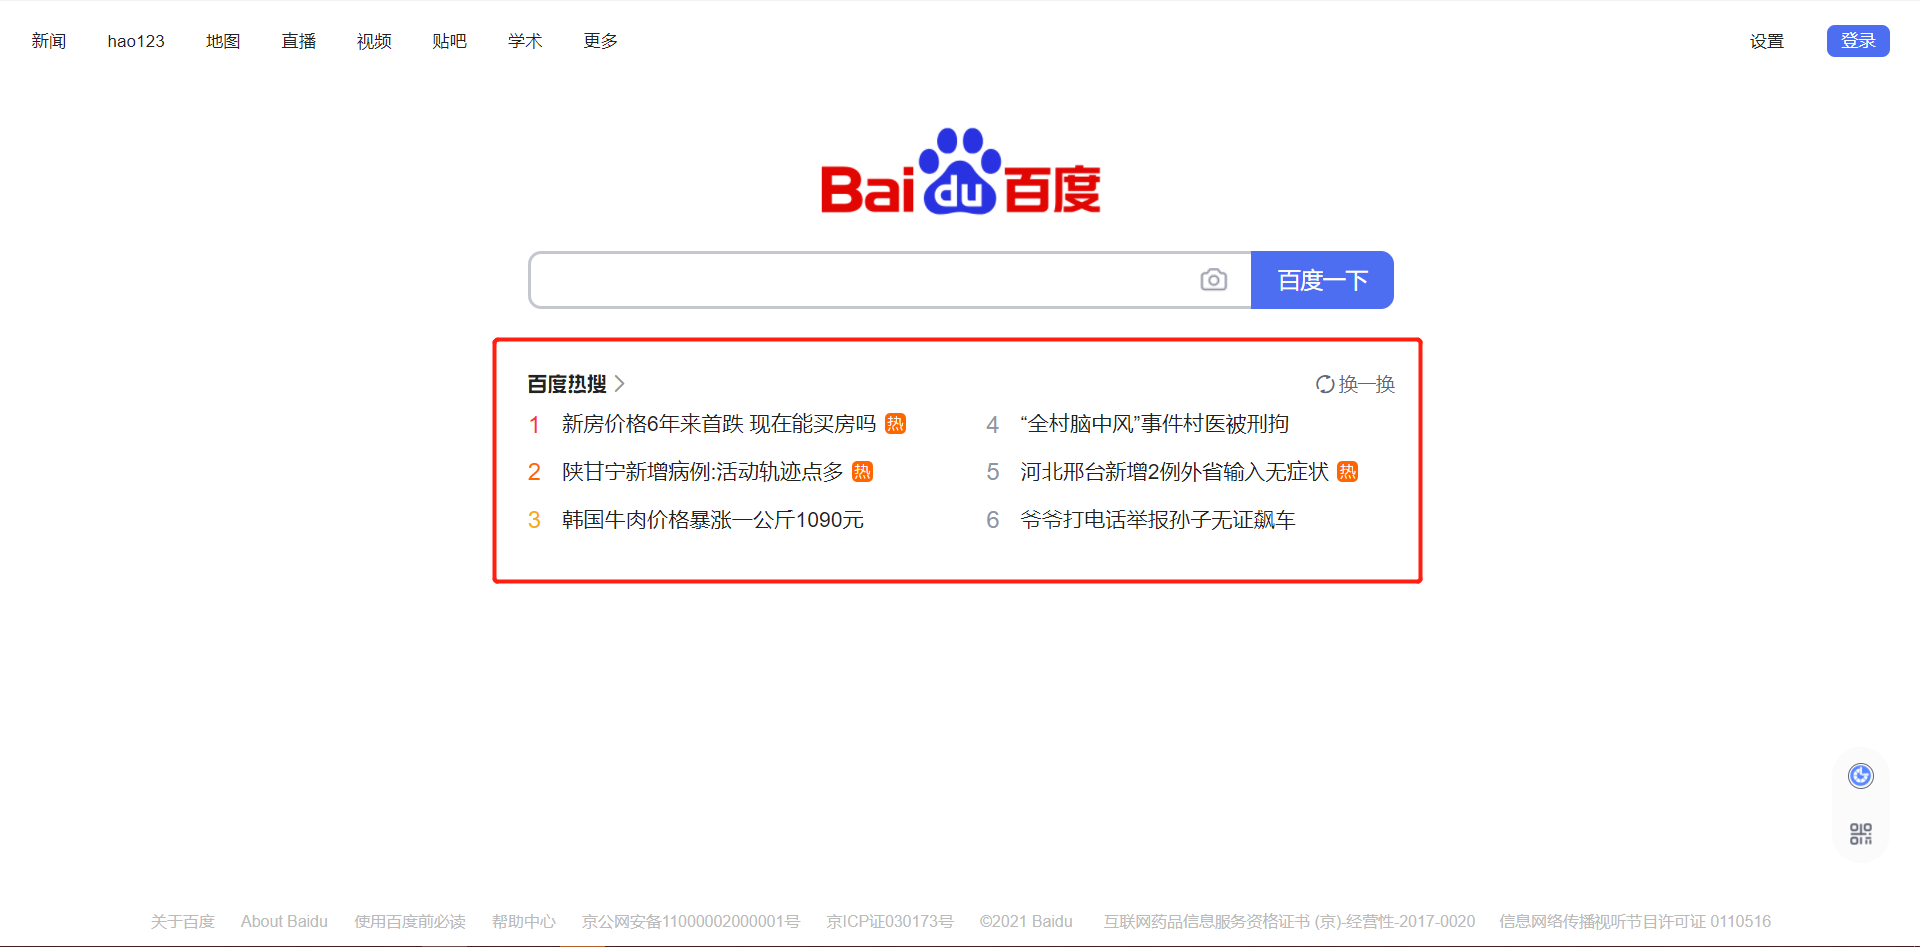 新闻 hao123 地图 直播 视频 贴吧 学术 更多 设置 登录
Bai du 百度
百度一下
百度热搜 换一换
1 新房价格6年来首跌 现在能买房吗 热
2 陕甘宁新增病例:活动轨迹点多 热
3 韩国牛肉价格暴涨一公斤1090元
4 “全村脑中风”事件村医被刑拘
5 河北邢台新增2例外省输入无症状 热
6 爷爷打电话举报孙子无证飙车
关于百度 About Baidu 使用百度前必读 帮助中心 京公网安备11000002000001号 京ICP证030173号 ©2021 Baidu 互联网药品信息服务资格证书 (京)-经营性-2017-0020 信息网络传播视听节目许可证 0110516